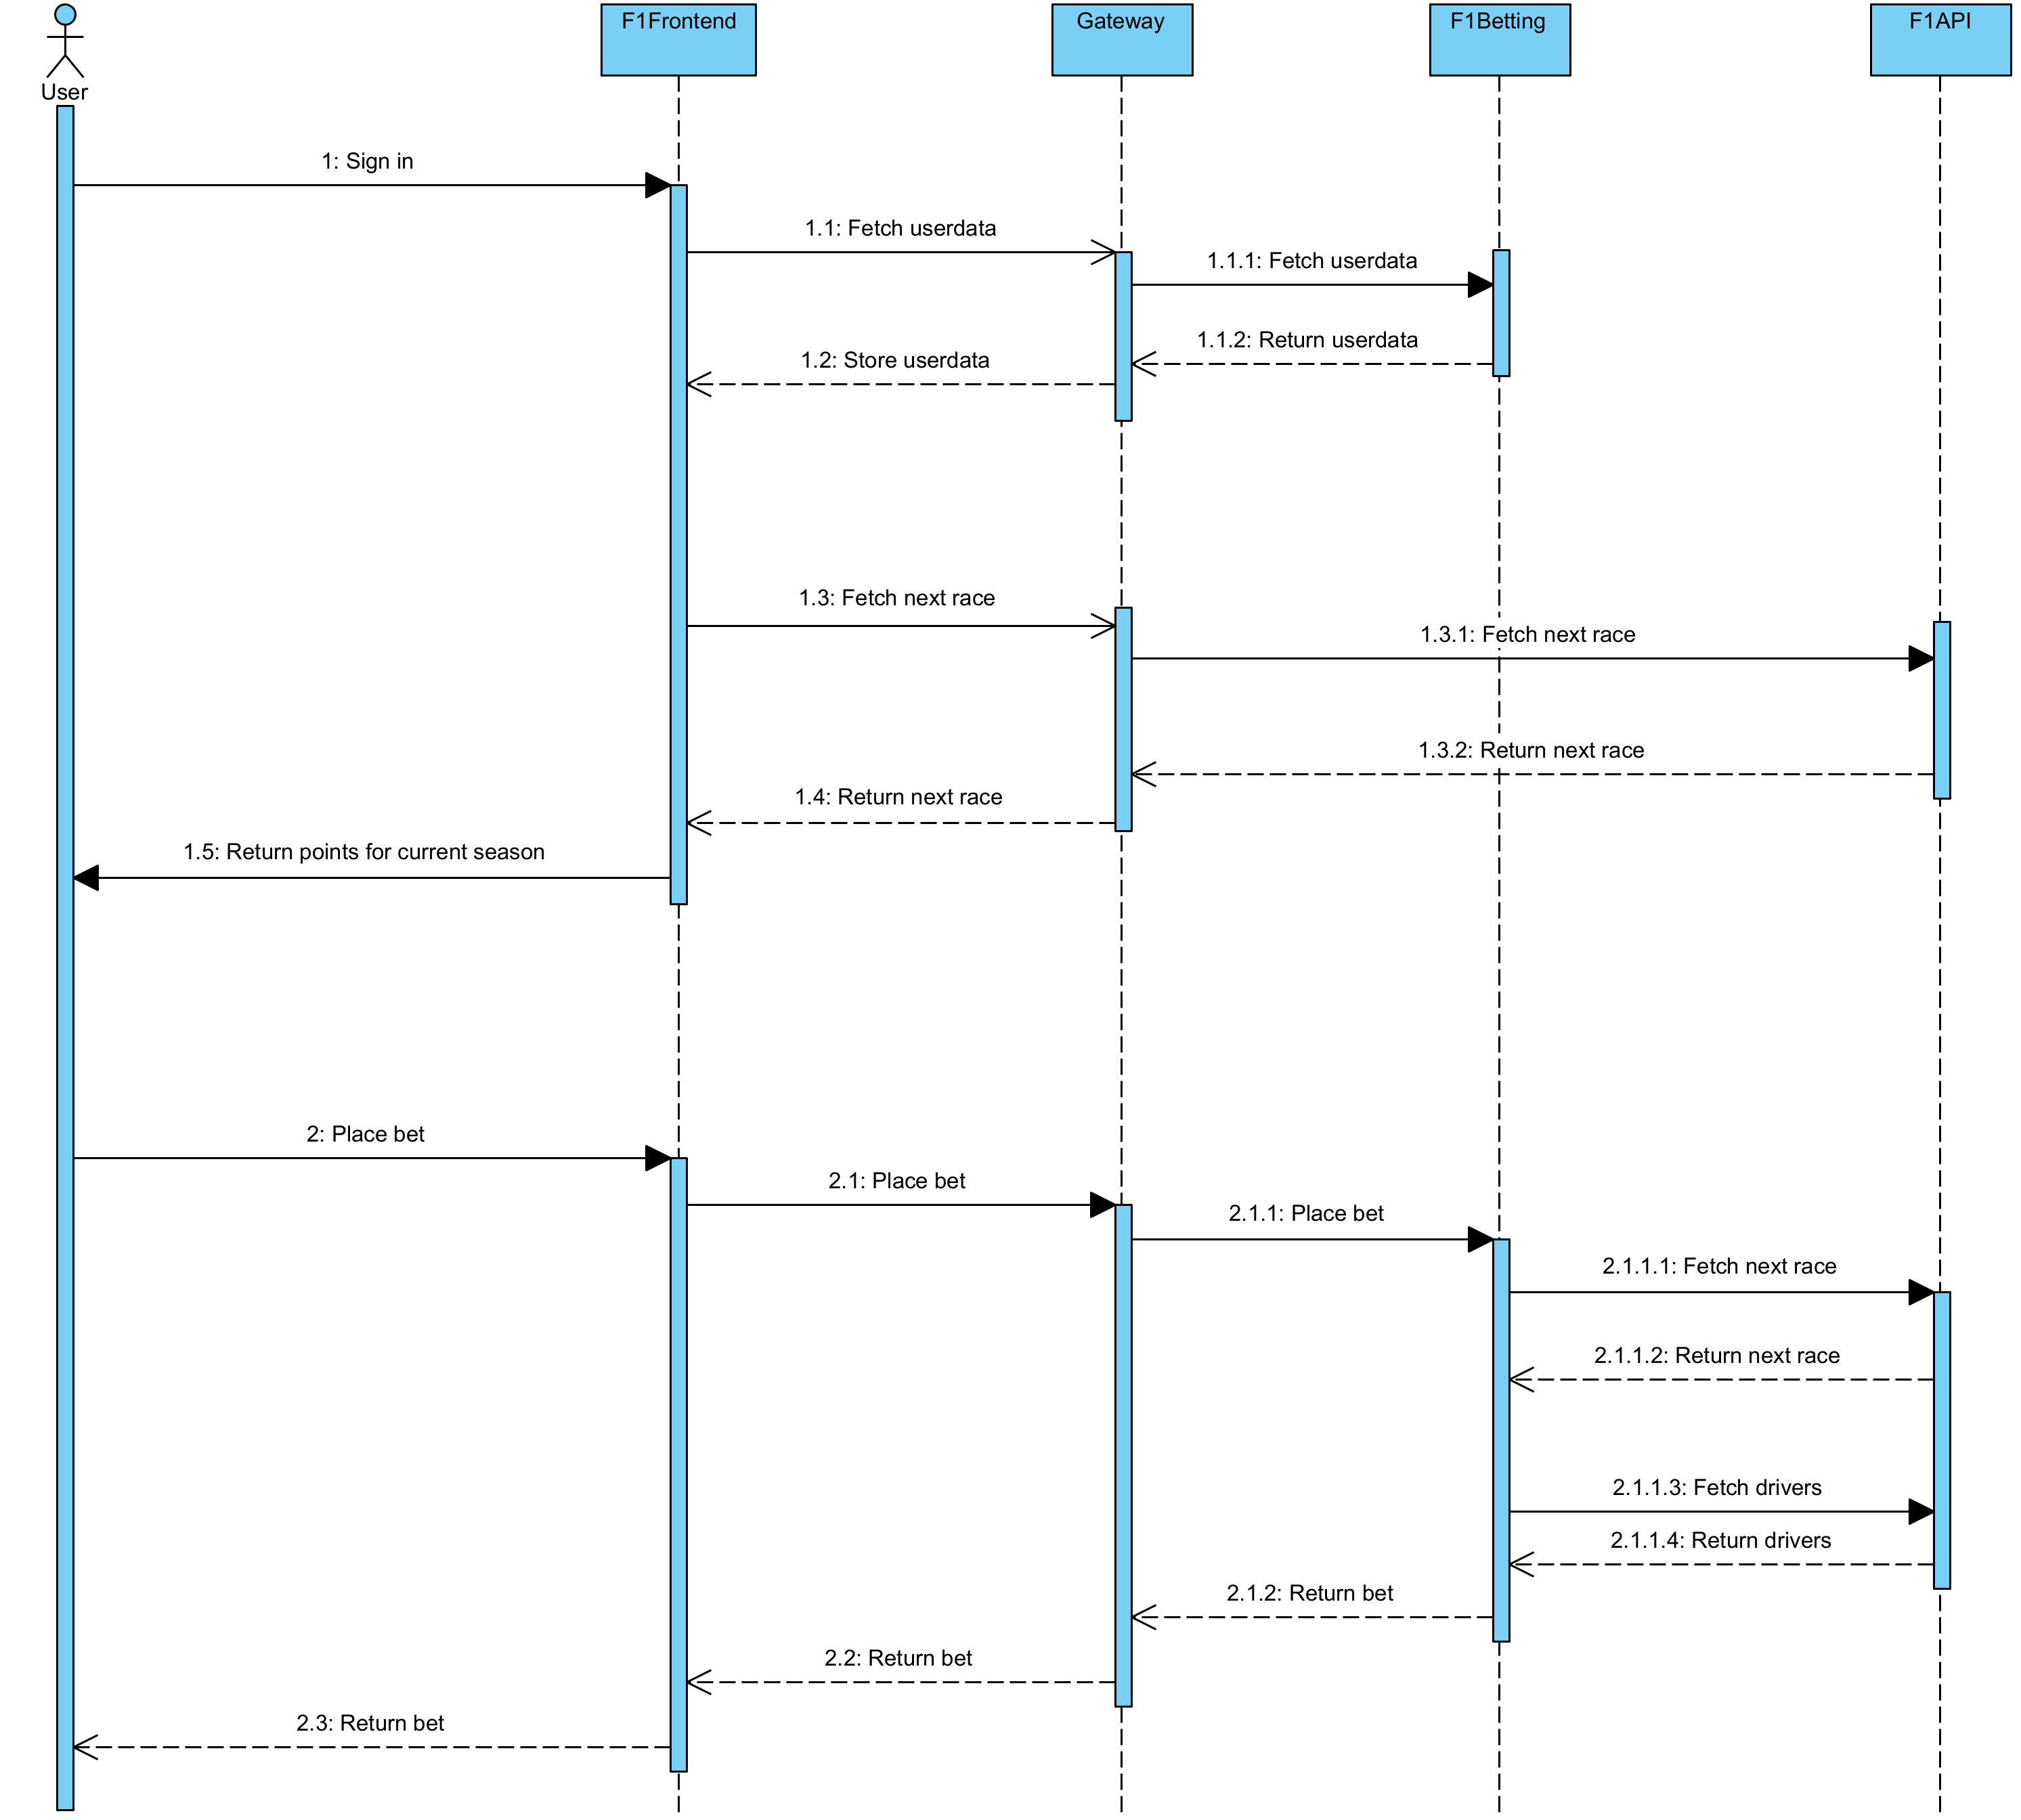 F1Frontend
Gateway
F1Betting
F1API
User
1: Sign in
1.1: Fetch userdata
1.1.1: Fetch userdata
1.1.2: Return userdata
1.2: Store userdata
1.3: Fetch next race
1.3.1: Fetch next race
1.3.2: Return next race
1.4: Return next race
1.5: Return points for current season
2: Place bet
2.1: Place bet
2.1.1: Place bet
2.1.1.1: Fetch next race
2.1.1.2: Return next race
2.1.1.3: Fetch drivers
2.1.1.4: Return drivers
2.1.2: Return bet
2.2: Return bet
2.3: Return bet